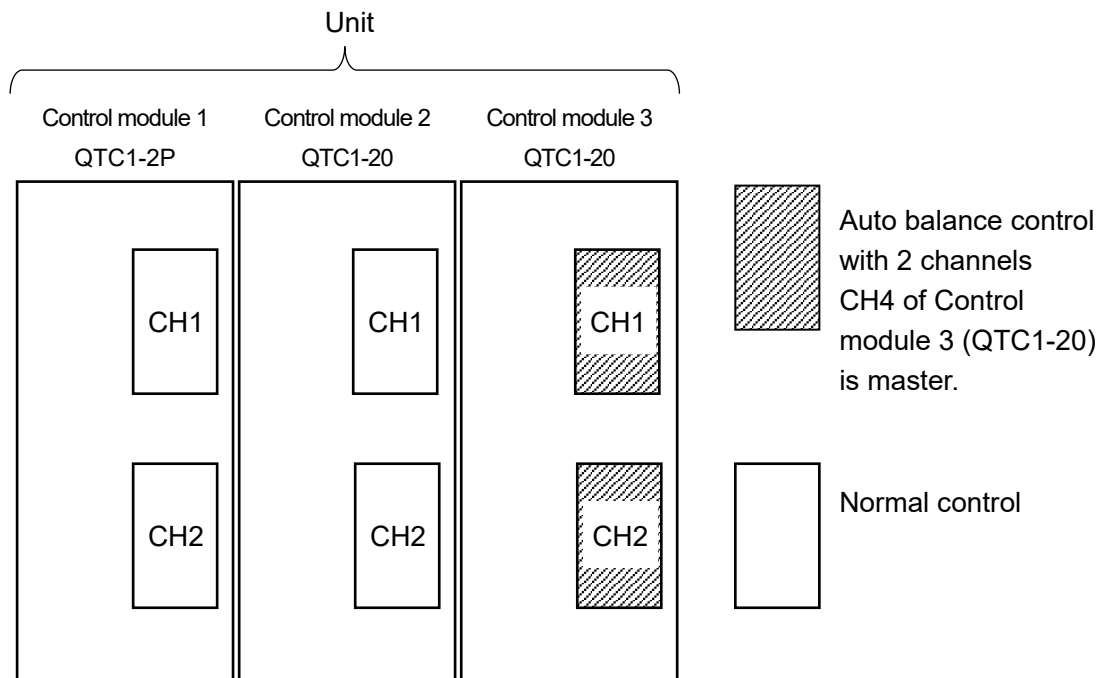 Unit
Control module 1
Control module 2
Control module 3
QTC1-2P
QTC1-20
QTC1-20
CH1
CH1
CH1
CH2
CH2
CH2
Auto balance control
with 2 channels
CH4 of Control
module 3 (QTC1-20)
is master.
Normal control